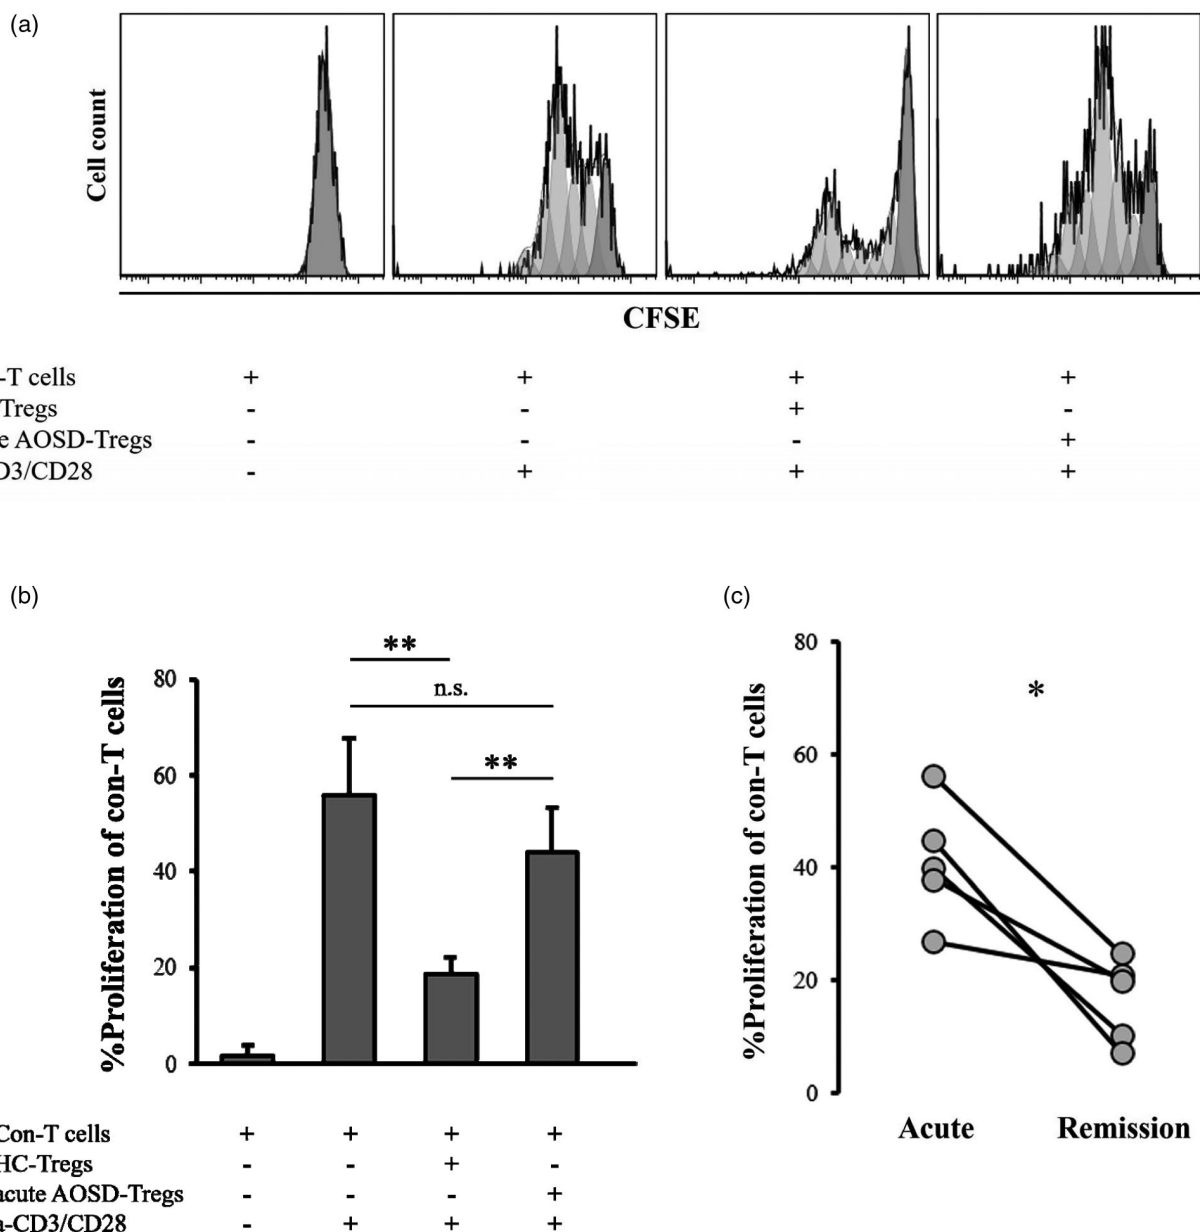 (a)
Cell count
CFSE
-T cells + + + +
Tregs - - + -
e AOSD-Tregs - - - +
D3/CD28 - + + +
(b)
**
n.s.
**
%Proliferation of con-T cells
80
60
40
20
0
Con-T cells + + + +
HC-Tregs - - + -
acute AOSD-Tregs - - - +
a-CD3/CD28 - + + +
(c)
*
%Proliferation of con-T cells
80
60
40
20
0
Acute Remission